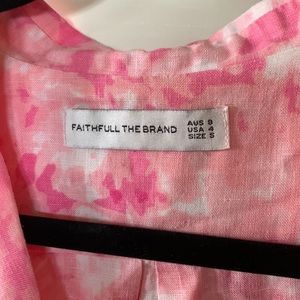 FAITHFULL THE BRAND
AUS 8
USA 4
SIZE S